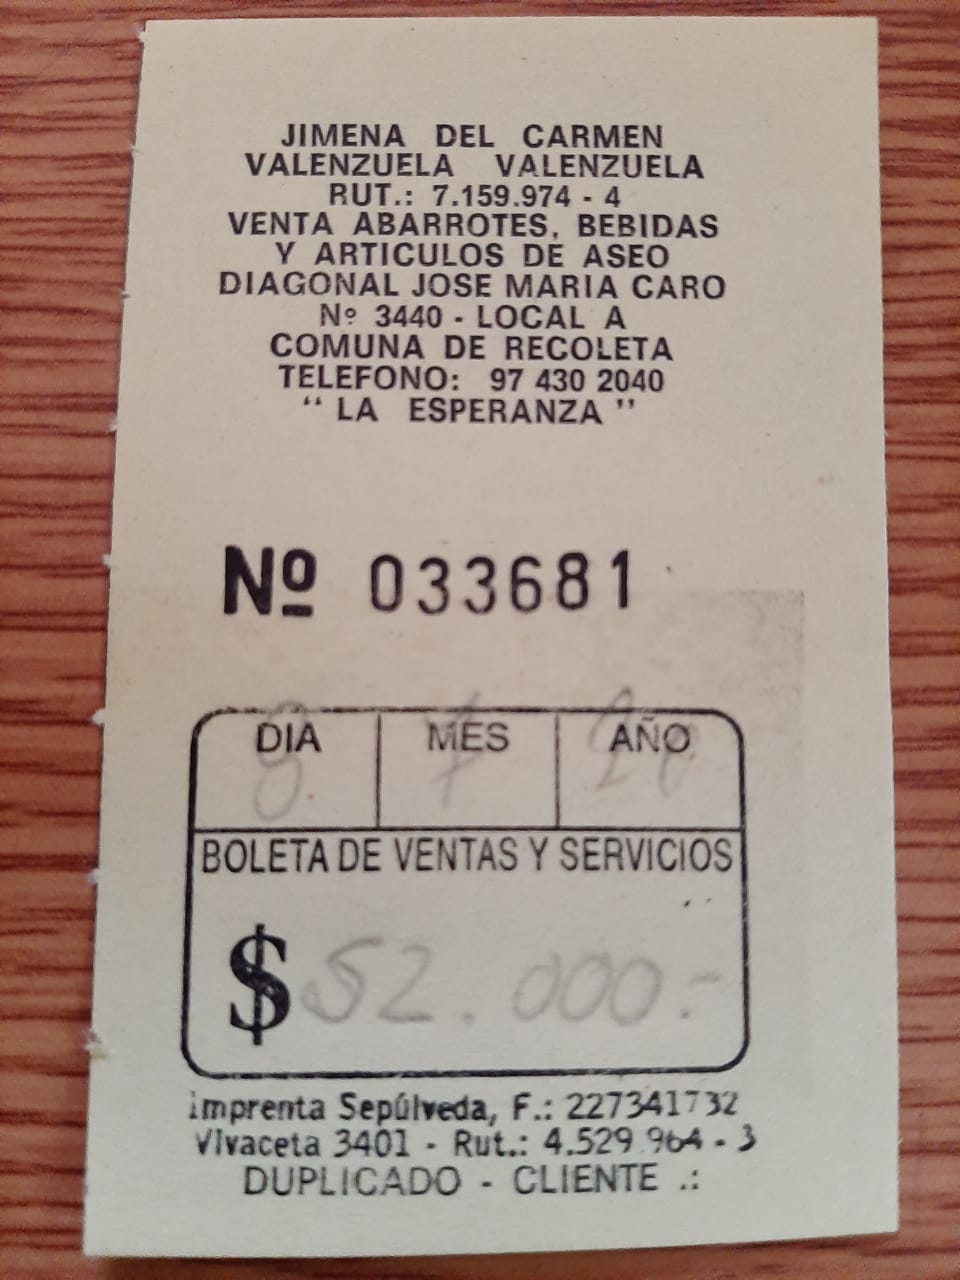 JIMENA DEL CARMEN
VALENZUELA VALENZUELA
RUT.: 7.159.974 - 4
VENTA ABARROTES, BEBIDAS
Y ARTICULOS DE ASEO
DIAGONAL JOSE MARIA CARO
Nº 3440 - LOCAL A
COMUNA DE RECOLETA
TELEFONO: 97 430 2040
“ LA ESPERANZA ”
Nº 033681
DIA MES AÑO
8 7
BOLETA DE VENTAS Y SERVICIOS
$ 52.000.-
imprenta Sepúlveda, F.: 227341732
Vivaceta 3401 - Rut.: 4.529.964 - 3
DUPLICADO - CLIENTE .: